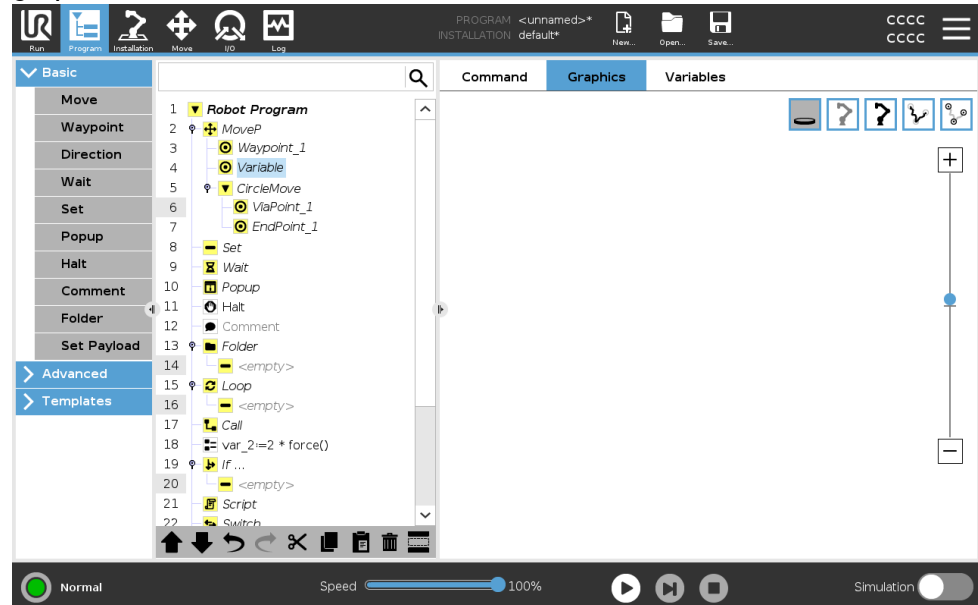 PROGRAM <unnamed>*
INSTALLATION default*
CCCC
CCCC
UR
Run
Program
Installation
Move
I/O
Log
New...
Open...
Save...
Basic
Move
Waypoint
Direction
Wait
Set
Popup
Halt
Comment
Folder
Set Payload
Advanced
Templates
1 Robot Program
2 MoveP
3 Waypoint_1
4 Variable
5 CircleMove
6 ViaPoint_1
7 EndPoint_1
8 Set
9 Wait
10 Popup
11 Halt
12 Comment
13 Folder
14 <empty>
15 Loop
16 <empty>
17 Call
18 var_2:=2 * force()
19 If ...
20 <empty>
21 Script
22 Switch
Command
Graphics
Variables
Normal
Speed
100%
Simulation